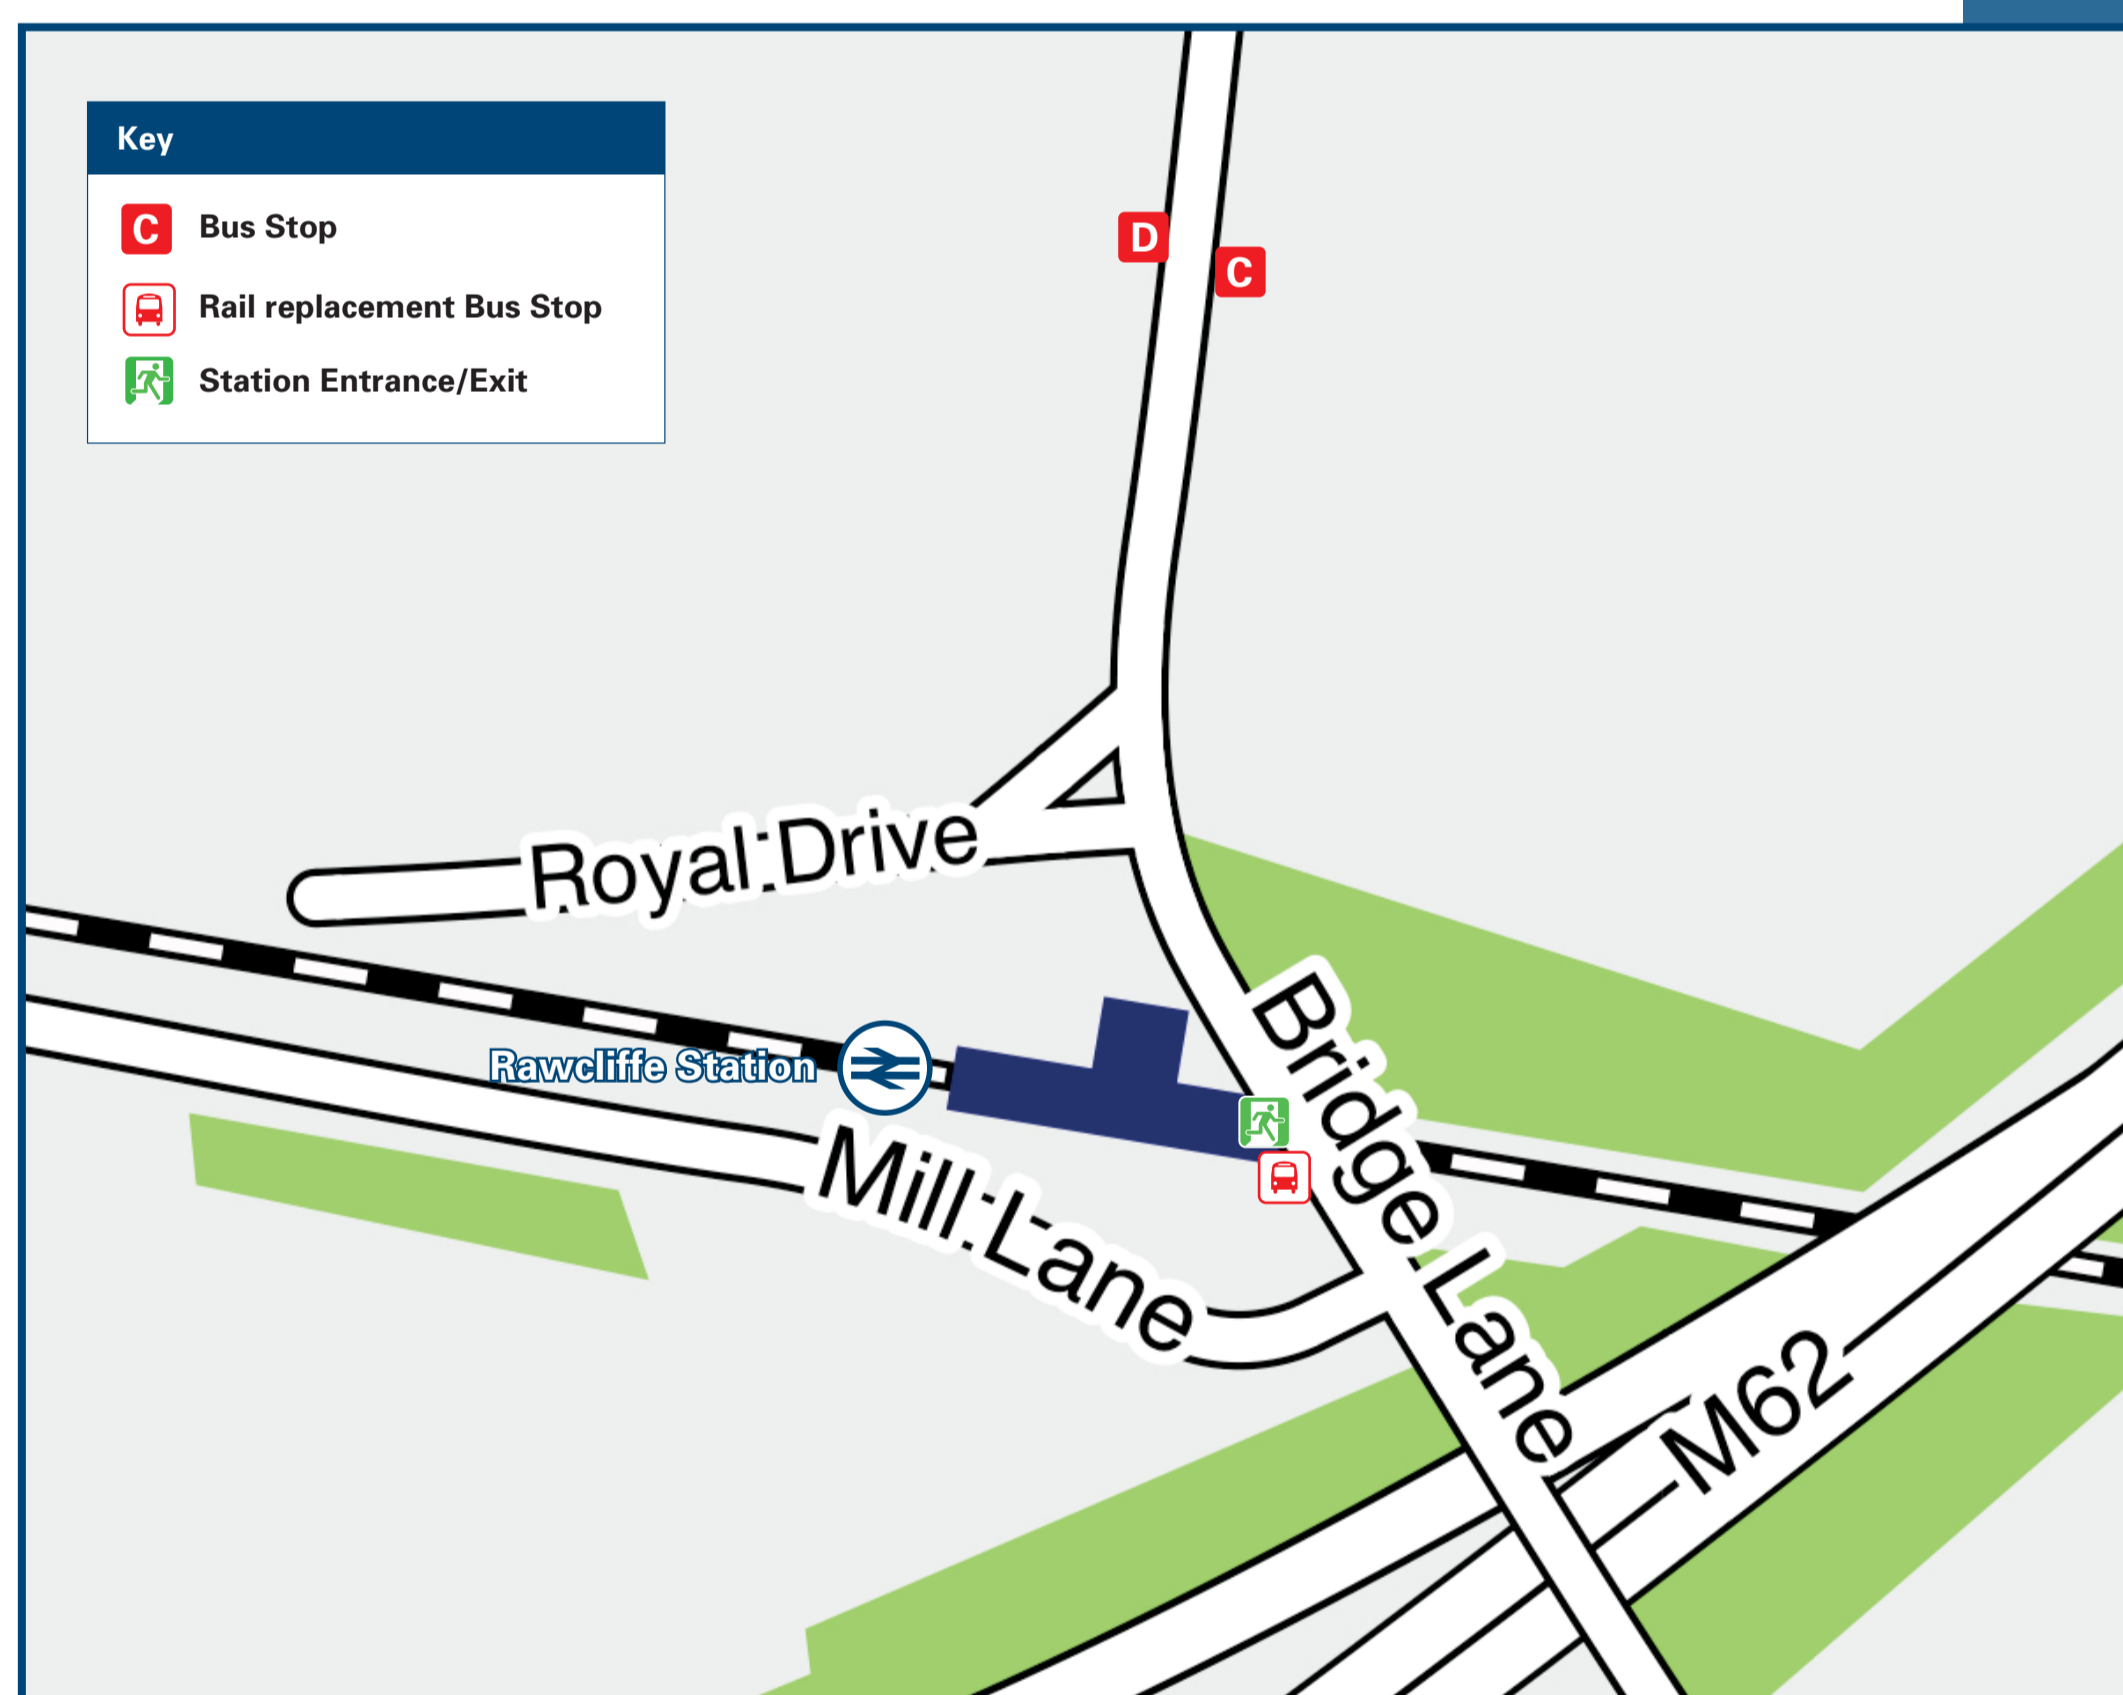 Key
C Bus Stop
Rail replacement Bus Stop
Station Entrance/Exit
D
C
Royal Drive
Bridge Lane
Rawcliffe Station
Mill Lane
M62